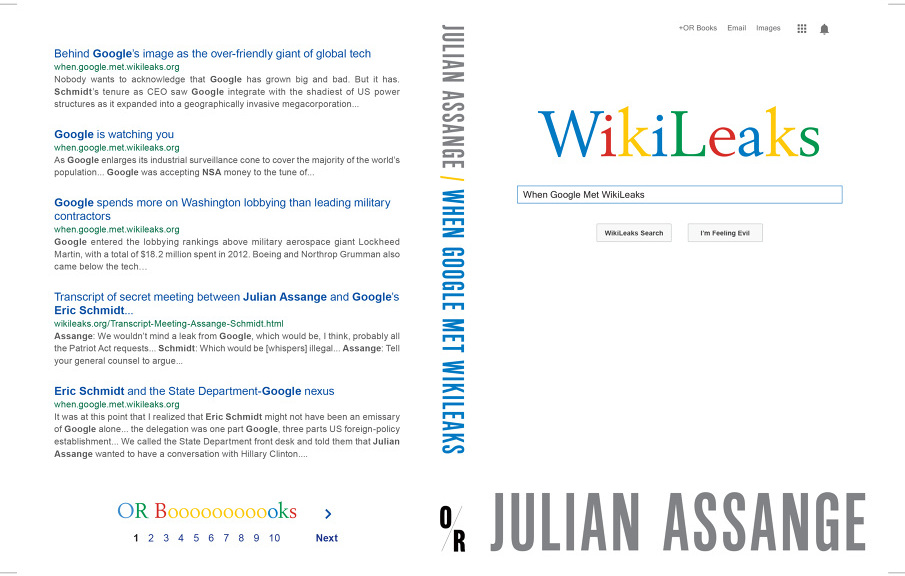 Behind Google's image as the over-friendly giant of global tech
when.google.met.wikileaks.org
Nobody wants to acknowledge that Google has grown big and bad. But it has.
Schmidt's tenure as CEO saw Google integrate with the shadiest of US power
structures as it expanded into a geographically invasive megacorporation...
Google is watching you
when.google.met.wikileaks.org
As Google enlarges its industrial surveillance cone to cover the majority of the world's
population... Google was accepting NSA money to the tune of...
Google spends more on Washington lobbying than leading military
contractors
when.google.met.wikileaks.org
Google entered the lobbying rankings above military aerospace giant Lockheed
Martin, with a total of $18.2 million spent in 2012. Boeing and Northrop Grumman also
came below the tech…
Transcript of secret meeting between Julian Assange and Google's
Eric Schmidt...
wikileaks.org/Transcript-Meeting-Assange-Schmidt.html
Assange: We wouldn't mind a leak from Google, which would be, I think, probably all
the Patriot Act requests... Schmidt: Which would be [whispers] illegal... Assange: Tell
your general counsel to argue...
Eric Schmidt and the State Department-Google nexus
when.google.met.wikileaks.org
It was at this point that I realized that Eric Schmidt might not have been an emissary
of Google alone... the delegation was one part Google, three parts US foreign-policy
establishment... We called the State Department front desk and told them that Julian
Assange wanted to have a conversation with Hillary Clinton....
OR Booooooooooks >
1 2 3 4 5 6 7 8 9 10 Next
JULIAN ASSANGE / WHEN GOOGLE MET WIKILEAKS
O/R
+OR Books Email Images
WikiLeaks
When Google Met WikiLeaks
WikiLeaks Search I'm Feeling Evil
JULIAN ASSANGE